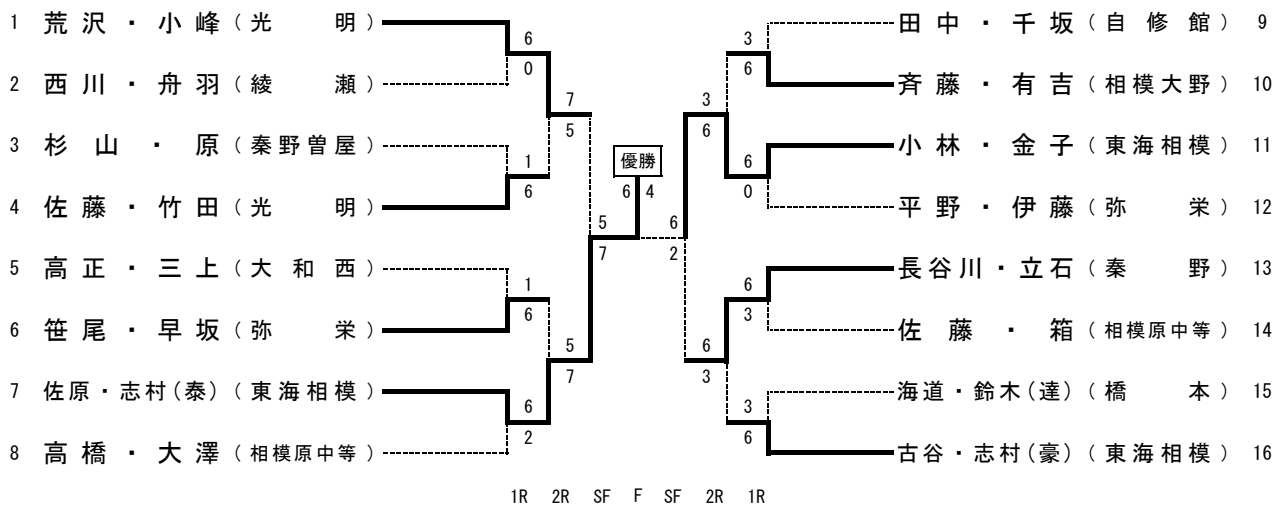 1 荒沢・小峰(光 明)
2 西川・舟羽(綾 瀬)
3 杉山・原(秦野曽屋)
4 佐藤・竹田(光 明)
5 高正・三上(大和西)
6 笹尾・早坂(弥 栄)
7 佐原・志村(泰)(東海相模)
8 高橋・大澤(相模原中等)
6
0
1
6
1
6
6
2
7
5
5
7
5
7
優勝
6 4
6
2
3
6
6
3
3
6
6
0
6
3
3
6
田中・千坂(自修館) 9
斉藤・有吉(相模大野) 10
小林・金子(東海相模) 11
平野・伊藤(弥 栄) 12
長谷川・立石(秦 野) 13
佐藤・箱(相模原中等) 14
海道・鈴木(達)(橋 本) 15
古谷・志村(豪)(東海相模) 16
1R 2R SF F SF 2R 1R